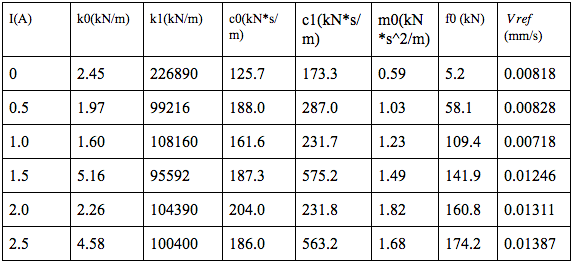 I(A) k0(kN/m) k1(kN/m) c0(kN*s/ c1(kN*s/ m0(kN f0 (kN) Vref
m) m) *s^2/m) (mm/s)
0 2.45 226890 125.7 173.3 0.59 5.2 0.00818
0.5 1.97 99216 188.0 287.0 1.03 58.1 0.00828
1.0 1.60 108160 161.6 231.7 1.23 109.4 0.00718
1.5 5.16 95592 187.3 575.2 1.49 141.9 0.01246
2.0 2.26 104390 204.0 231.8 1.82 160.8 0.01311
2.5 4.58 100400 186.0 563.2 1.68 174.2 0.01387